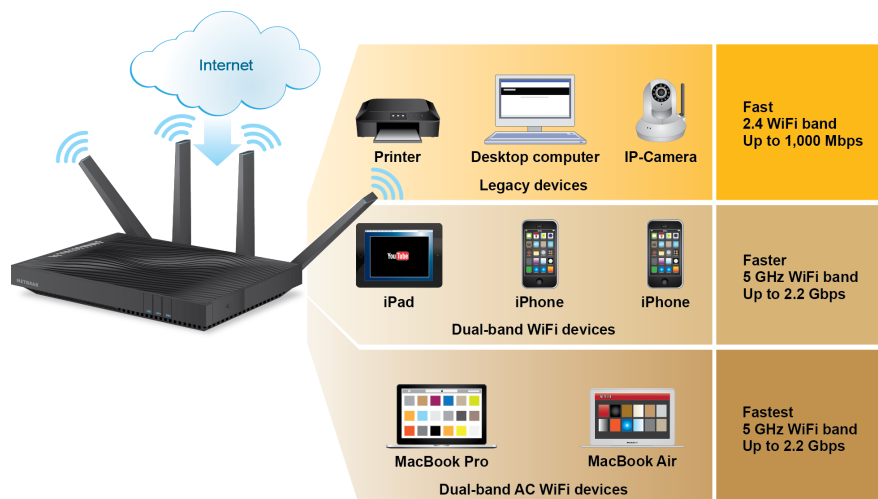 Internet
NETGEAR
Printer
Desktop computer
IP-Camera
Legacy devices
Fast
2.4 WiFi band
Up to 1,000 Mbps
YouTube
iPad
iPhone
iPhone
Dual-band WiFi devices
Faster
5 GHz WiFi band
Up to 2.2 Gbps
MacBook Pro
MacBook Air
Dual-band AC WiFi devices
Fastest
5 GHz WiFi band
Up to 2.2 Gbps